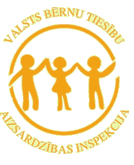 VALSTS BĒRNU TIESĪBU
AIZSARDZĪBAS INSPEKCIJA